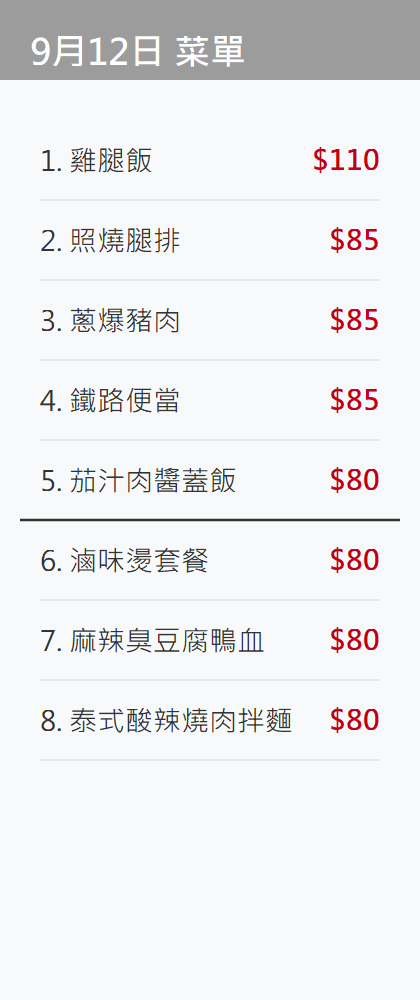 9月12日 菜單
1. 雞腿飯 $110
2. 照燒腿排 $85
3. 蔥爆豬肉 $85
4. 鐵路便當 $85
5. 茄汁肉醬蓋飯 $80
6. 滷味燙套餐 $80
7. 麻辣臭豆腐鴨血 $80
8. 泰式酸辣燒肉拌麵 $80